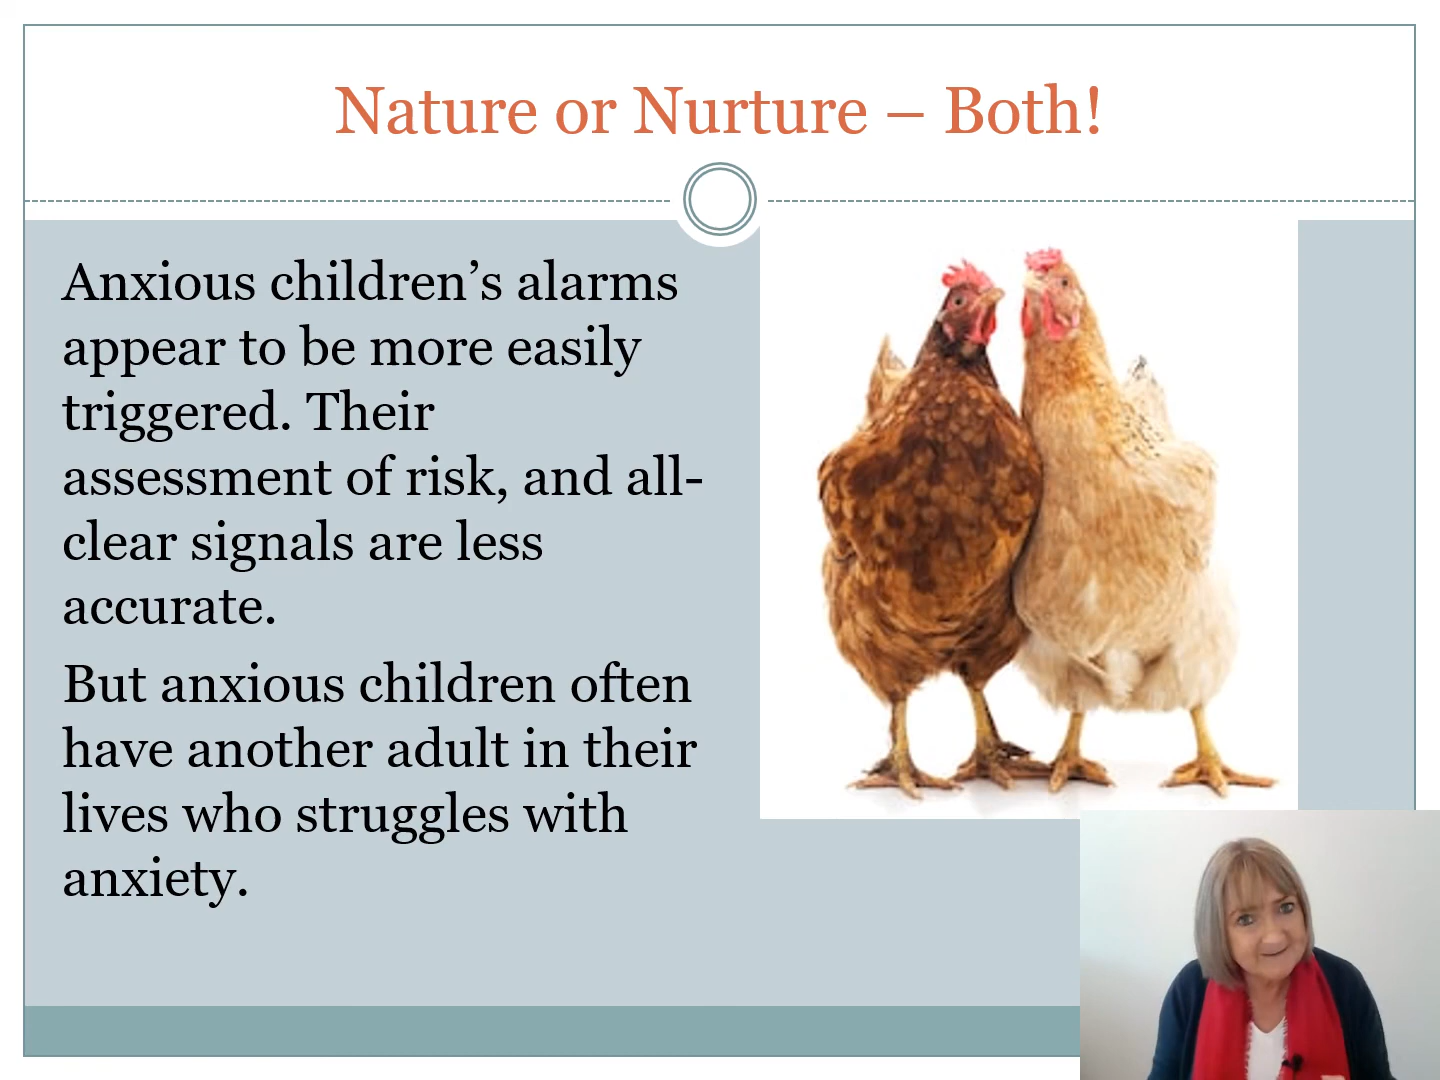 Nature or Nurture – Both!
Anxious children’s alarms
appear to be more easily
triggered. Their
assessment of risk, and all-
clear signals are less
accurate.
But anxious children often
have another adult in their
lives who struggles with
anxiety.